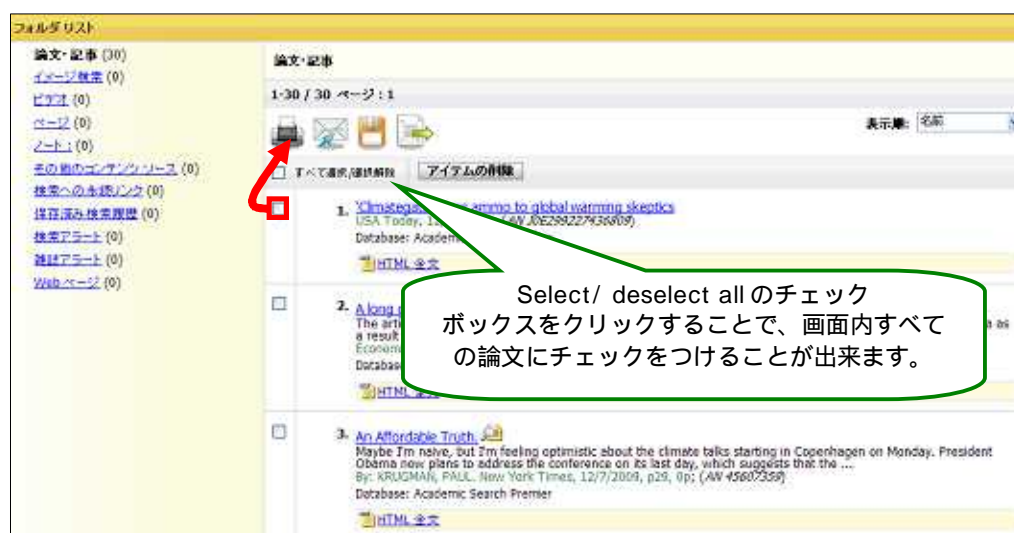 フォルダ リスト
論文・記事 (30)
イメージ検索 (0)
ビデオ (0)
ページ (0)
ノート : (0)
その他のコンテンツ ソース (0)
検索への永続リンク (0)
保存済み検索履歴 (0)
検索アラート (0)
雑誌アラート (0)
Web ページ (0)
論文・記事
1-30 / 30 ページ : 1
表示順: 名前
すべて選択/選択解除 アイテムの削除
1. 'Climategate' ammo to global warming skeptics
USA Today, (AN J0E299227436809)
Database: Academic
HTML 全文
Select/ deselect all のチェック
ボックスをクリックすることで、画面内すべて
の論文にチェックをつけることが出来ます。
2. A long
The as
a result
HTML 全文
3. An Affordable Truth.
Maybe I'm naive, but I'm feeling optimistic about the climate talks starting in Copenhagen on Monday. President
Obama now plans to address the conference on its last day, which suggests that the ...
By: KRUGMAN, PAUL. New York Times, 12/7/2009, p29, 0p; (AN 45607359)
Database: Academic Search Premier
HTML 全文